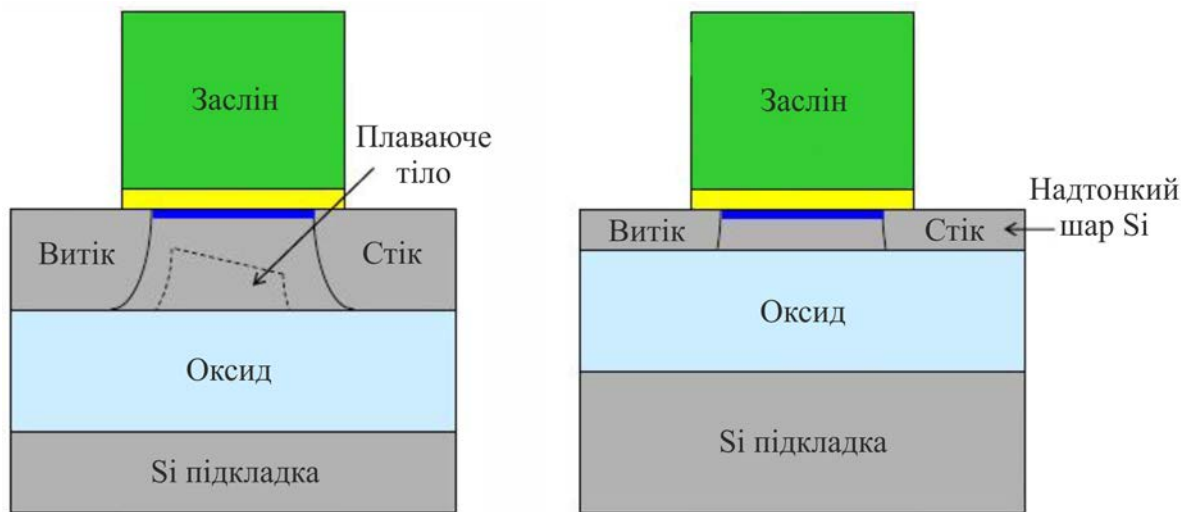 Заслін
Плаваюче
тіло
Витік
Стік
Оксид
Si підкладка
Заслін
Надтонкий
шар Si
Витік
Стік
Оксид
Si підкладка